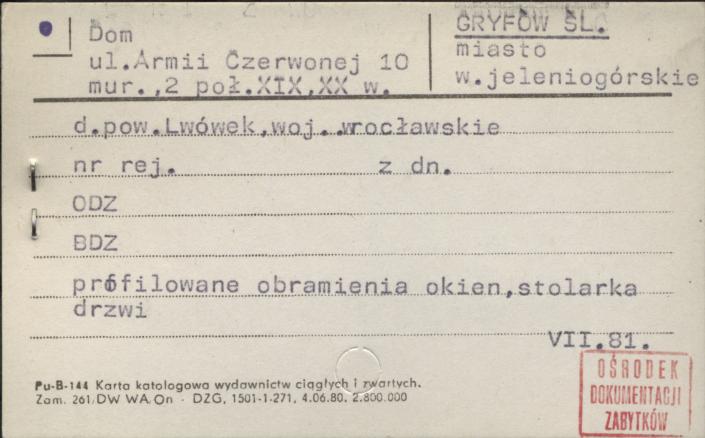 Dom
ul.Armii Czerwonej 10
mur.,2 poł.XIX,XX w.
GRYFÓW ŚL.
miasto
w.jeleniogórskie
d.pow.Lwówek,woj..wrocławskie
nr rej. z dn.
ODZ
BDZ
profilowane obramienia okien,stolarka
drzwi
VII.81.
Pu-B-144 Karta katologowa wydawnictw ciągłych i zwartych.
Zam. 261/DW WA/On - DZG, 1501-1-271, 4.06.80. 2.800.000
OŚRODEK
DOKUMENTACJI
ZABYTKÓW